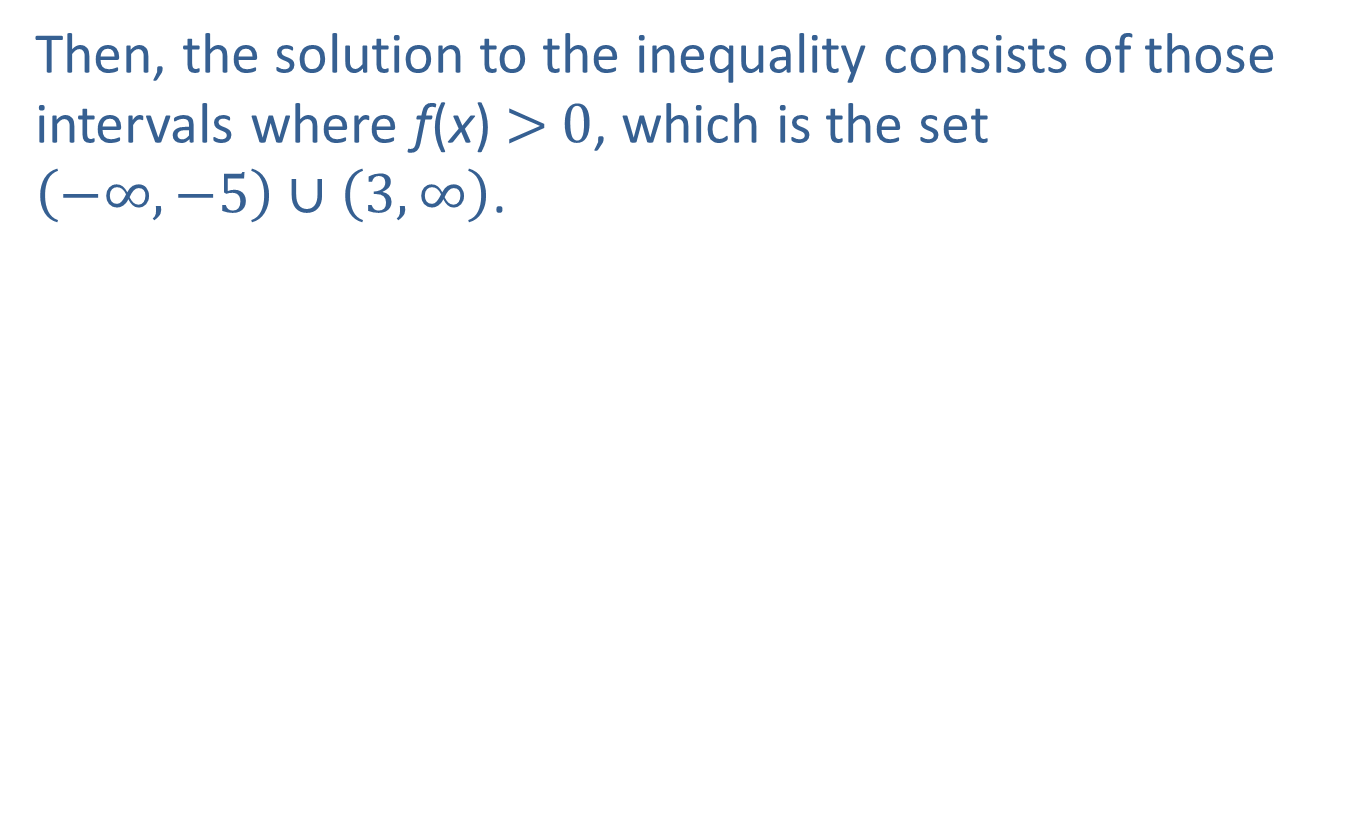 Then, the solution to the inequality consists of those
intervals where f(x) > 0, which is the set
(−∞, −5) ∪ (3, ∞).